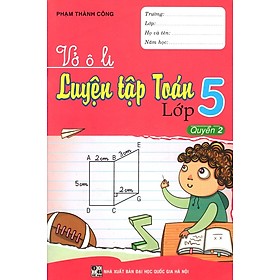 PHẠM THÀNH CÔNG
Trường:
Lớp:
Họ và tên:
Năm học:
Vở ô li
Luyện tập Toán
Lớp 5
Quyển 2
A B E
2cm 3cm
5cm
D C G
2cm
NHÀ XUẤT BẢN ĐẠI HỌC QUỐC GIA HÀ NỘI